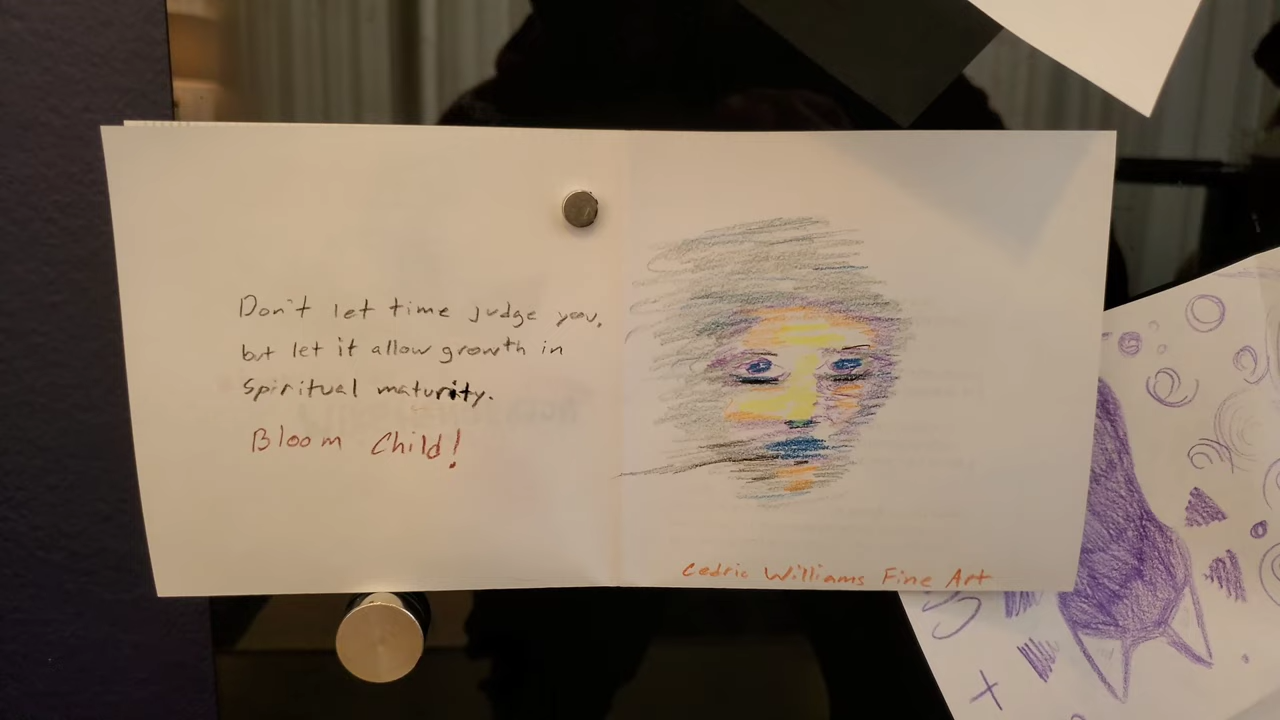 Don't let time judge you,
but let it allow growth in
Spiritual maturity.
Bloom Child!
Cedric Williams Fine Art